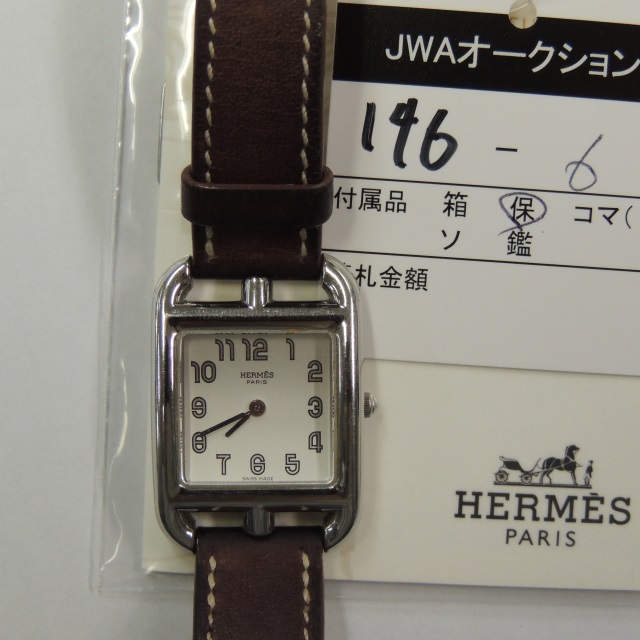 JWAオークション
146 - 6
付属品 箱 保 コマ(
ソ 鑑
札金額
11 12 1
10 2
HERMES
PARIS
9 3
8 4
7 6 5
SWISS MADE
HERMÈS
PARIS